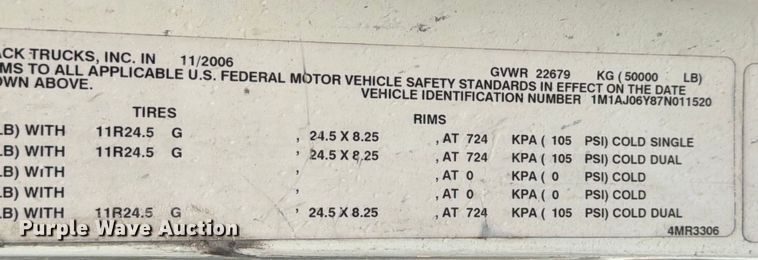 ACK TRUCKS, INC. IN 11/2006 GVWR 22679 KG ( 50000 LB)
MS TO ALL APPLICABLE U.S. FEDERAL MOTOR VEHICLE SAFETY STANDARDS IN EFFECT ON THE DATE
OWN ABOVE. VEHICLE IDENTIFICATION NUMBER 1M1AJ06Y87N011520
TIRES RIMS
LB) WITH 11R24.5 G , 24.5 X 8.25 , AT 724 KPA ( 105 PSI) COLD SINGLE
LB) WITH 11R24.5 G , 24.5 X 8.25 , AT 724 KPA ( 105 PSI) COLD DUAL
LB) WITH , , AT 0 KPA ( 0 PSI) COLD
LB) WITH , , AT 0 KPA ( 0 PSI) COLD
LB) WITH 11R24.5 G , 24.5 X 8.25 , AT 724 KPA ( 105 PSI) COLD DUAL
4MR3306
Purple Wave Auction